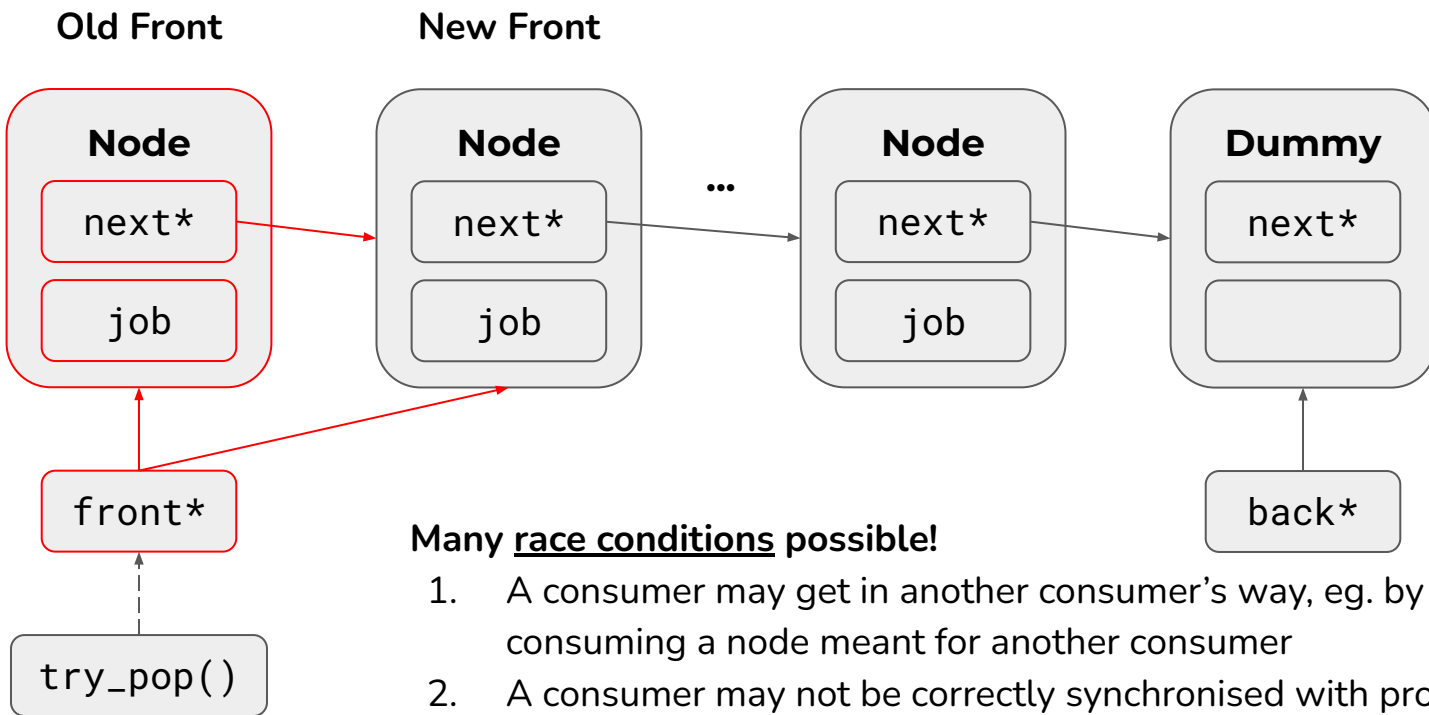 Old Front
New Front
Node
Node
Node
Dummy
...
next*
next*
next*
next*
job
job
job
front*
back*
Many race conditions possible!
1. A consumer may get in another consumer’s way, eg. by
consuming a node meant for another consumer
try_pop()
2. A consumer may not be correctly synchronised with